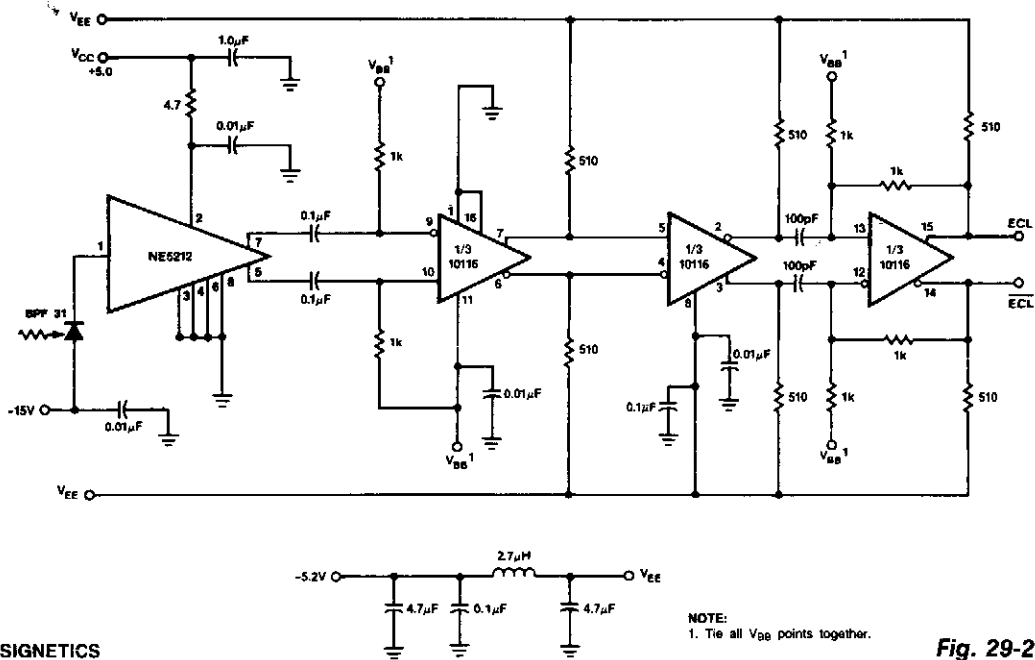 VEE
VCC
+5.0
1.0μF
4.7
0.01μF
2
1
NE5212
7
5
3
4
6
8
BPF 31
-15V
0.01μF
VEE
0.1μF
0.1μF
VBB1
1k
1k
9
10
1
16
1/3
10116
7
6
11
0.01μF
VBB1
510
510
5
4
1/3
10116
2
3
8
0.01μF
0.1μF
510
510
100pF
100pF
VBB1
1k
1k
13
12
1/3
10116
15
14
1k
1k
VBB1
510
510
ECL
ECL
-5.2V
2.7μH
VEE
4.7μF
0.1μF
4.7μF
NOTE:
1. Tie all VBB points together.
SIGNETICS
Fig. 29-2